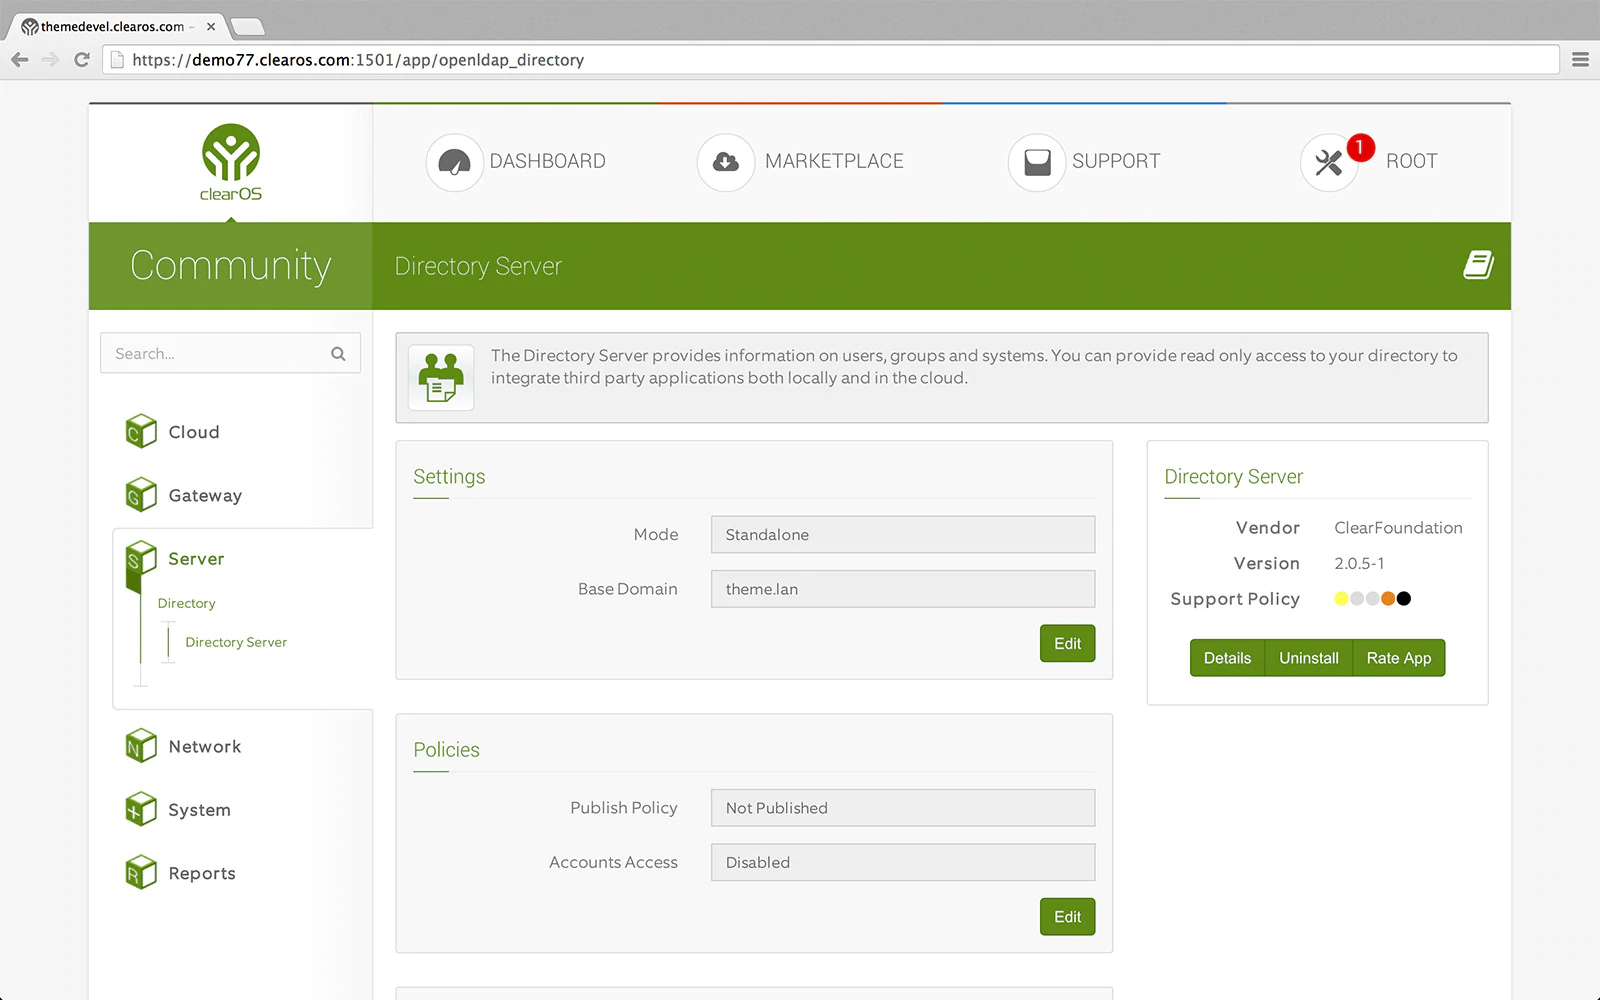 themedevel.clearos.com -
https://demo77.clearos.com:1501/app/openldap_directory
clearOS
DASHBOARD
MARKETPLACE
SUPPORT
1
ROOT
Community
Directory Server
Search...
C Cloud
G Gateway
S Server
Directory
Directory Server
N Network
System
R Reports
The Directory Server provides information on users, groups and systems. You can provide read only access to your directory to
integrate third party applications both locally and in the cloud.
Settings
Mode Standalone
Base Domain theme.lan
Edit
Policies
Publish Policy Not Published
Accounts Access Disabled
Edit
Directory Server
Vendor ClearFoundation
Version 2.0.5-1
Support Policy
Details Uninstall Rate App